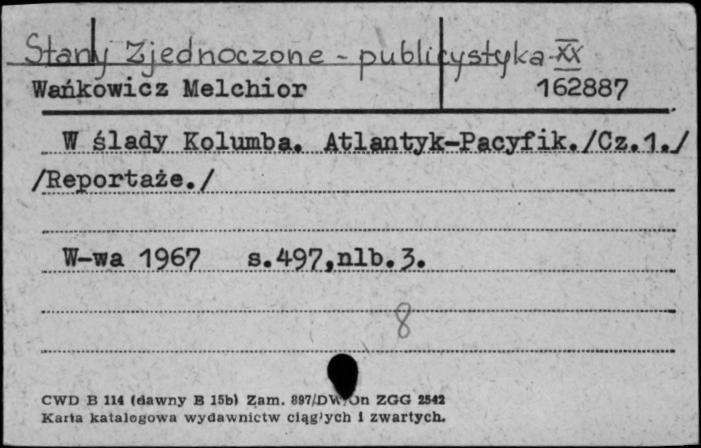 Stany Zjednoczone - publicystyka XX
Wańkowicz Melchior 162887
W ślady Kolumba. Atlantyk-Pacyfik./Cz.1./
/Reportaże./
W-wa 1967 s.497,nlb.3.
8
CWD B 114 (dawny B 15b) Zam. 897/DW/Jn ZGG 2542
Karta katalogowa wydawnictw ciągłych i zwartych.